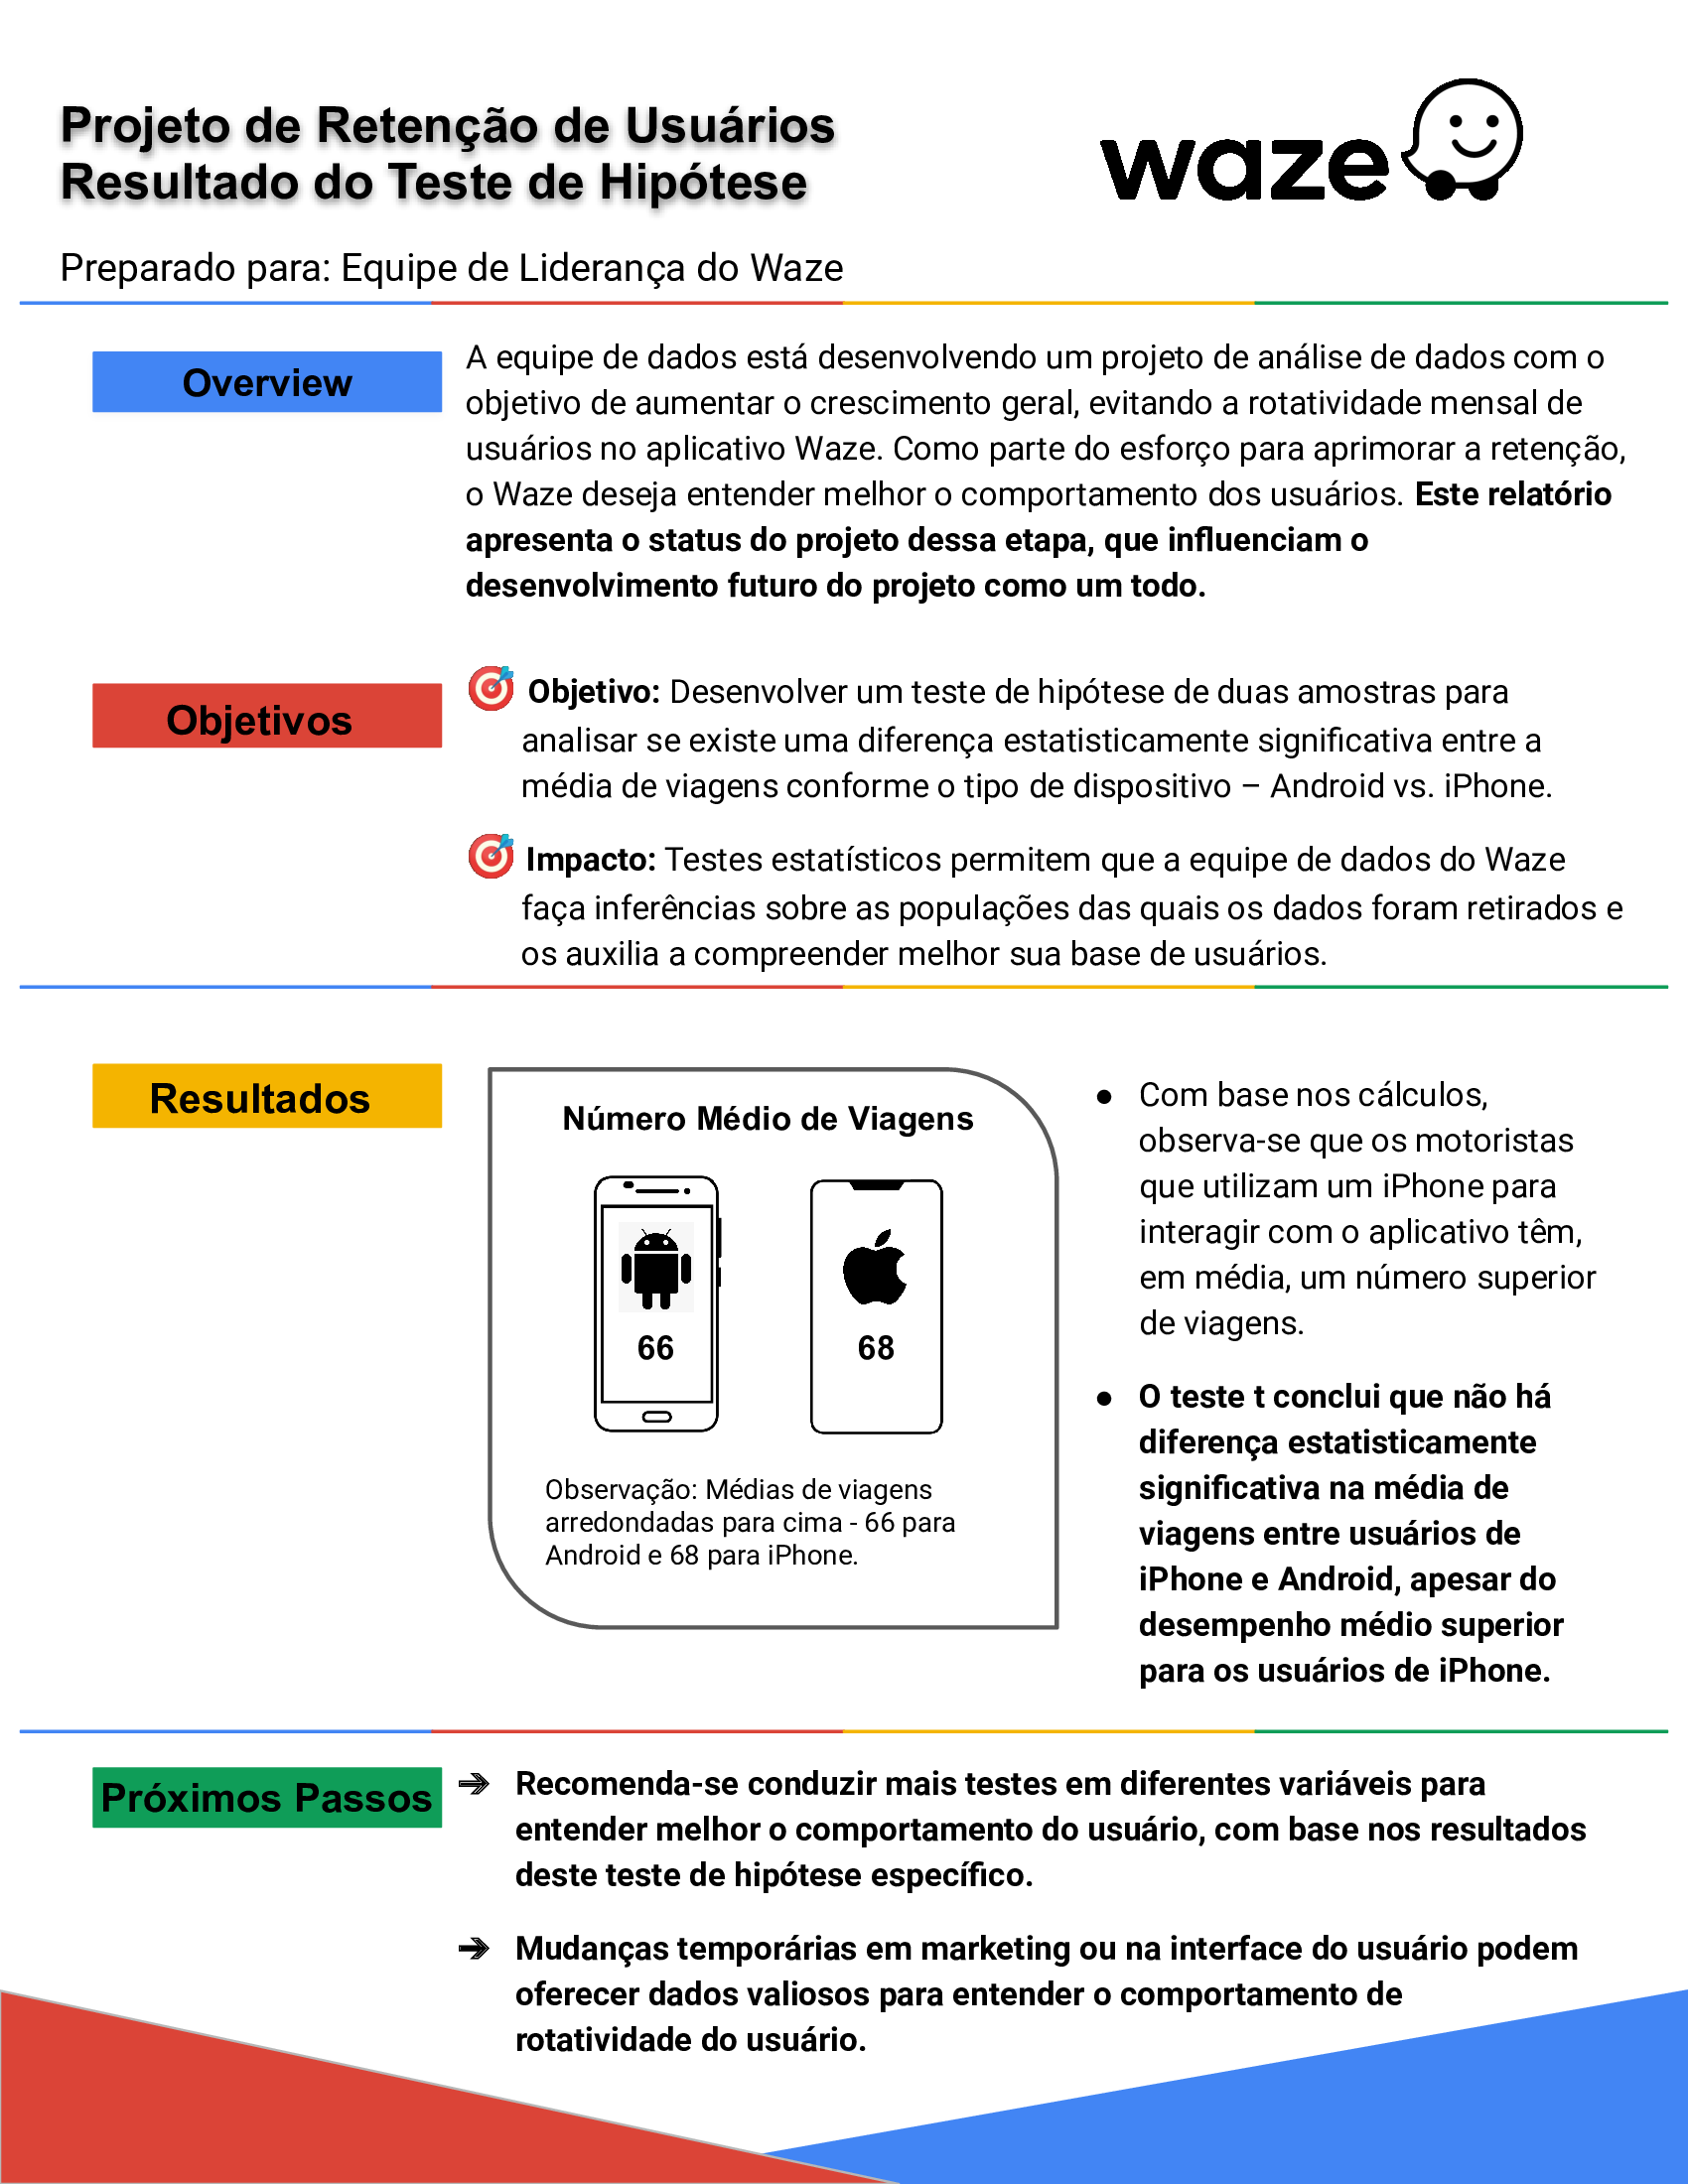 Projeto de Retenção de Usuários
Resultado do Teste de Hipótese
waze
Preparado para: Equipe de Liderança do Waze
Overview
A equipe de dados está desenvolvendo um projeto de análise de dados com o
objetivo de aumentar o crescimento geral, evitando a rotatividade mensal de
usuários no aplicativo Waze. Como parte do esforço para aprimorar a retenção,
o Waze deseja entender melhor o comportamento dos usuários. Este relatório
apresenta o status do projeto dessa etapa, que influenciam o
desenvolvimento futuro do projeto como um todo.
Objetivos
🎯 Objetivo: Desenvolver um teste de hipótese de duas amostras para
analisar se existe uma diferença estatisticamente significativa entre a
média de viagens conforme o tipo de dispositivo – Android vs. iPhone.
🎯 Impacto: Testes estatísticos permitem que a equipe de dados do Waze
faça inferências sobre as populações das quais os dados foram retirados e
os auxilia a compreender melhor sua base de usuários.
Resultados
Número Médio de Viagens
66
68
Observação: Médias de viagens
arredondadas para cima - 66 para
Android e 68 para iPhone.
● Com base nos cálculos,
observa-se que os motoristas
que utilizam um iPhone para
interagir com o aplicativo têm,
em média, um número superior
de viagens.
● O teste t conclui que não há
diferença estatisticamente
significativa na média de
viagens entre usuários de
iPhone e Android, apesar do
desempenho médio superior
para os usuários de iPhone.
Próximos Passos
➔ Recomenda-se conduzir mais testes em diferentes variáveis para
entender melhor o comportamento do usuário, com base nos resultados
deste teste de hipótese específico.
➔ Mudanças temporárias em marketing ou na interface do usuário podem
oferecer dados valiosos para entender o comportamento de
rotatividade do usuário.